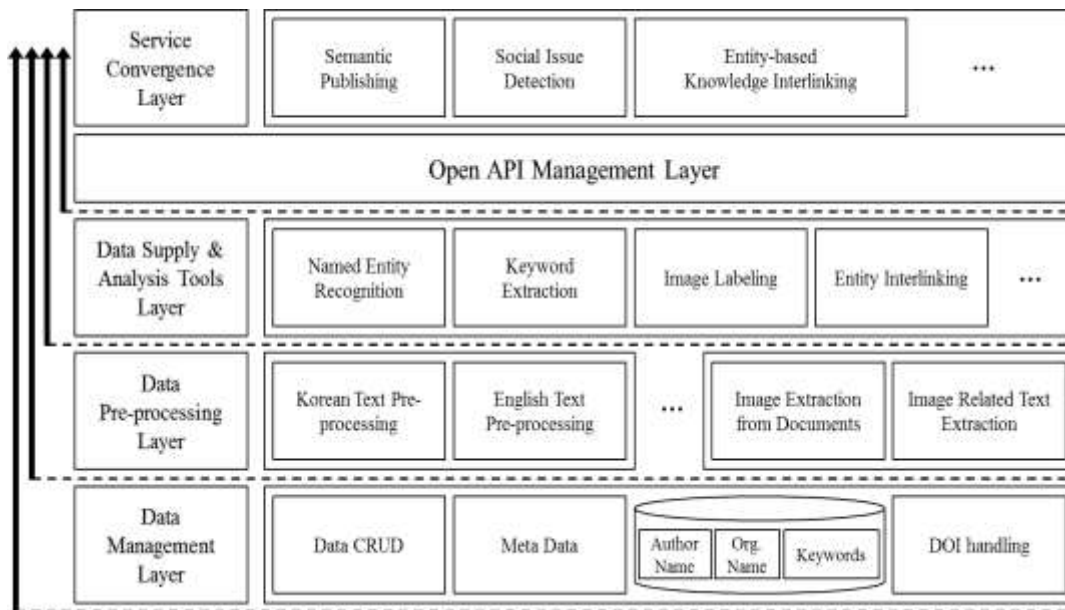 Service
Convergence
Layer
Semantic
Publishing
Social Issue
Detection
Entity-based
Knowledge Interlinking
...
Open API Management Layer
Data Supply &
Analysis Tools
Layer
Named Entity
Recognition
Keyword
Extraction
Image Labeling
Entity Interlinking
...
Data
Pre-processing
Layer
Korean Text Pre-
processing
English Text
Pre-processing
...
Image Extraction
from Documents
Image Related Text
Extraction
Data
Management
Layer
Data CRUD
Meta Data
Author
Name
Org.
Name
Keywords
DOI handling